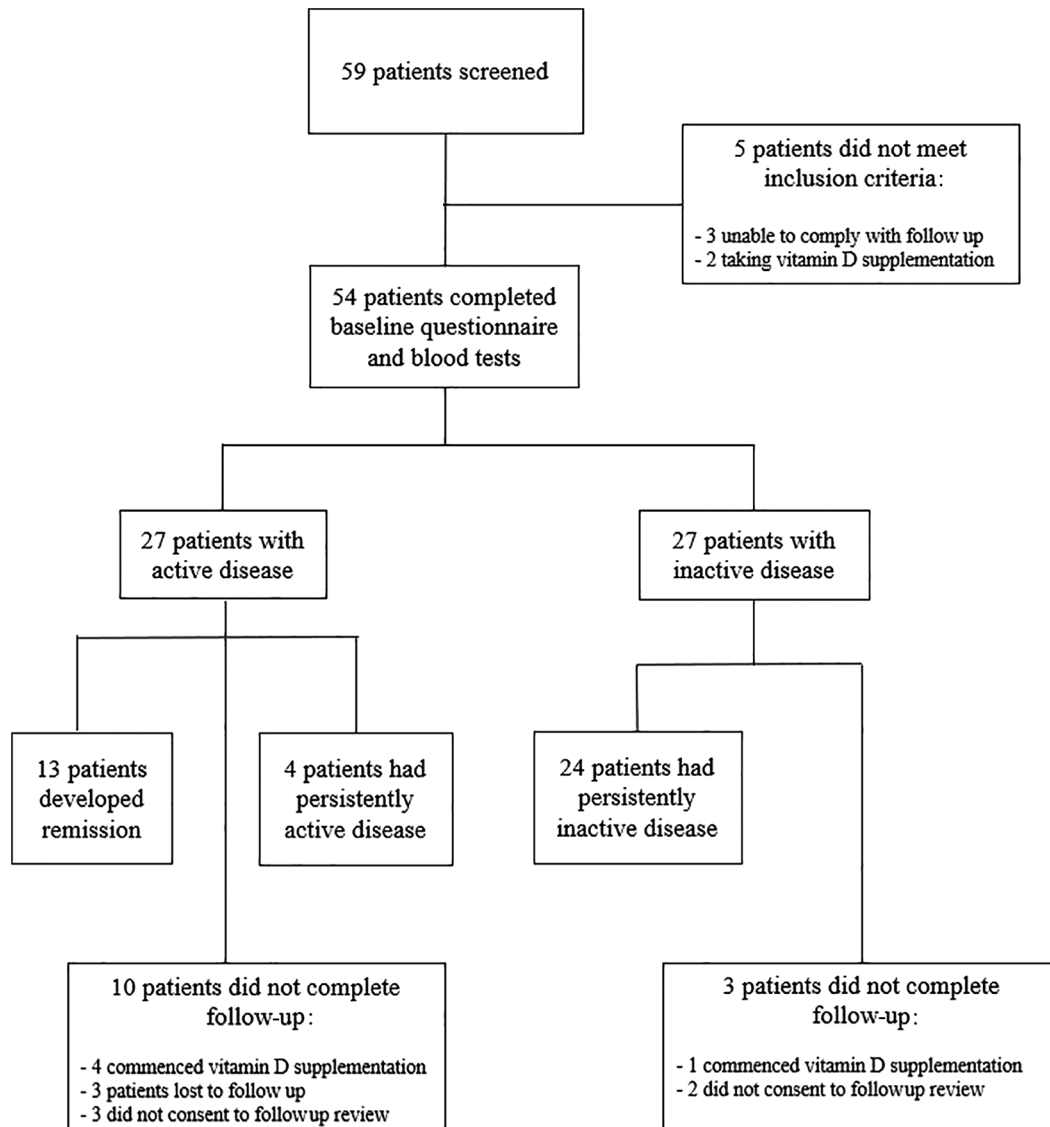 59 patients screened
5 patients did not meet
inclusion criteria:
- 3 unable to comply with follow up
- 2 taking vitamin D supplementation
54 patients completed
baseline questionnaire
and blood tests
27 patients with
active disease
27 patients with
inactive disease
13 patients
developed
remission
4 patients had
persistently
active disease
24 patients had
persistently
inactive disease
10 patients did not complete
follow-up:
- 4 commenced vitamin D supplementation
- 3 patients lost to follow up
- 3 did not consent to followup review
3 patients did not complete
follow-up:
- 1 commenced vitamin D supplementation
- 2 did not consent to followup review